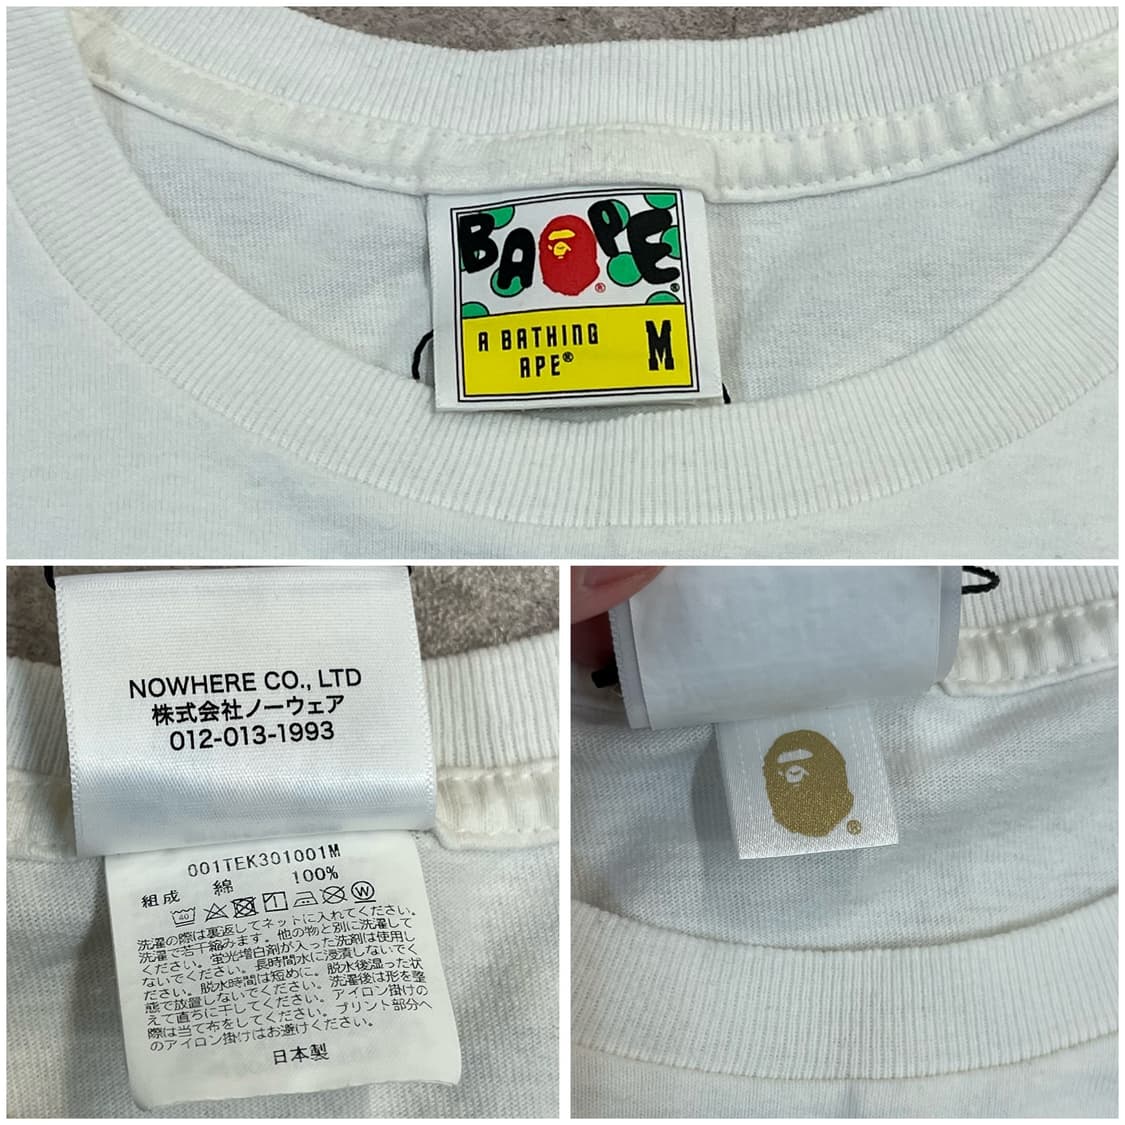 BAPE®
A BATHING
APE®
M
NOWHERE CO., LTD
株式会社ノーウェア
012-013-1993
001TEK301001M
組成 綿 100%
40 W
洗濯の際は裏返してネットに入れてください。
洗濯で若干縮みます。他の物と別に洗濯して
ください。蛍光増白剤が入った洗剤は使用し
ないでください。長時間水に浸漬しないでく
ださい。脱水時間は短めに。脱水後湿った状
態で放置しないでください。洗濯後は形を整
えて直ちに干してください。アイロン掛けの
際は当て布をしてください。プリント部分へ
のアイロン掛けはお避けください。
日本製
®